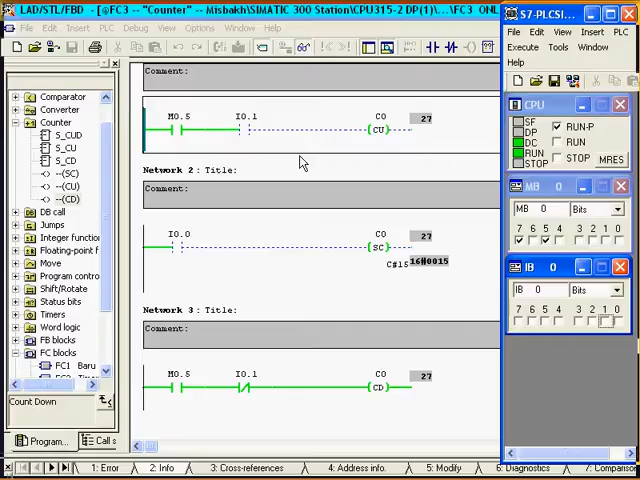 LAD/STL/FBD - [@FC3 -- "Counter" -- Misbakh\SIMATIC 300 Station\CPU315-2 DP(1)\...\FC3 ONL
File Edit Insert PLC Debug View Options Window Help
Comparator
Converter
Counter
S_CUD
S_CU
S_CD
--(SC)
--(CU)
--(CD)
DB call
Jumps
Integer functio
Floating-point f
Move
Program contro
Shift/Rotate
Status bits
Timers
Word logic
FB blocks
FC blocks
FC1 Baru
Count Down
Program...
Call s
Comment:
M0.5 I0.1 C0
CU 27
Network 2 : Title:
Comment:
I0.0 C0
SC 27
C#15 16#0015
Network 3 : Title:
Comment:
M0.5 I0.1 C0
CD 27
1: Error 2: Info 3: Cross-references 4: Address info. 5: Modify 6: Diagnostics 7: Comparison
S7-PLCSI...
File Edit View Insert PLC
Execute Tools Window Help
CPU
SF
DP
DC
RUN
STOP
RUN-P
RUN
STOP
MRES
MB 0
MB 0 Bits
7 6 5 4 3 2 1 0
IB 0
IB 0 Bits
7 6 5 4 3 2 1 0